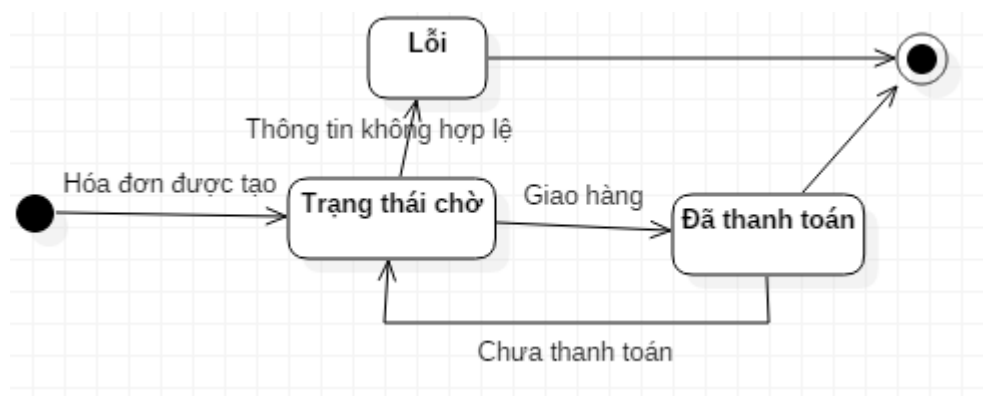 Lỗi
Thông tin không hợp lệ
Hóa đơn được tạo
Trạng thái chờ
Giao hàng
Đã thanh toán
Chưa thanh toán